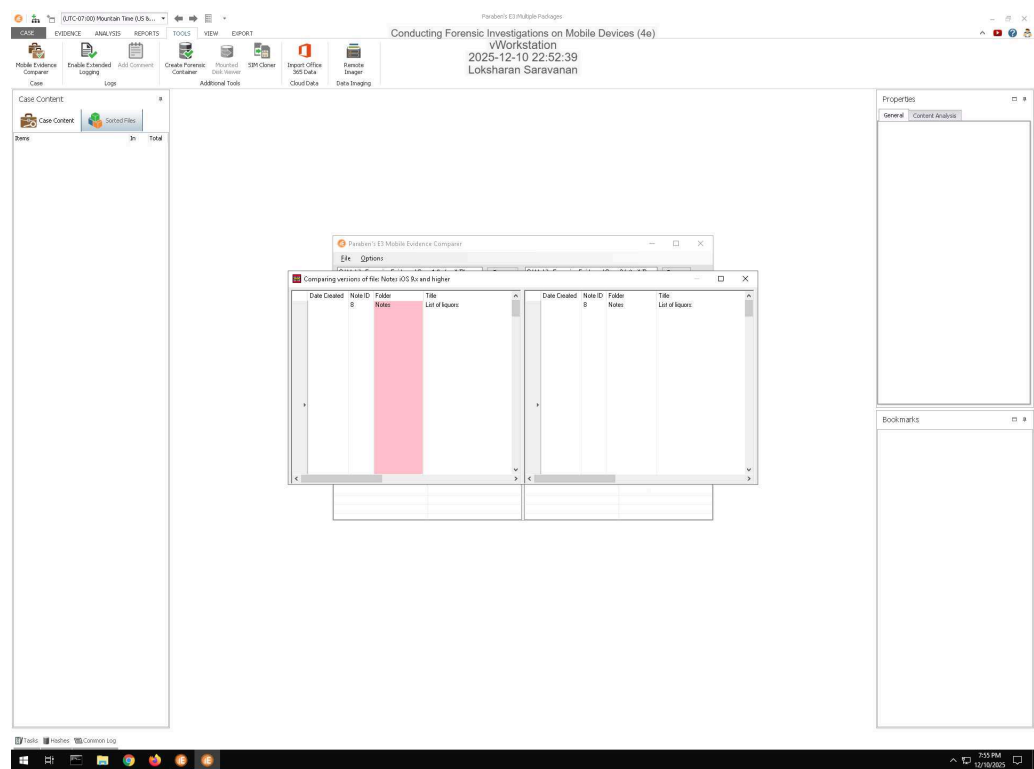 Paraben's E3 Multiple Packages
(UTC-07:00) Mountain Time (US &...
CASE EVIDENCE ANALYSIS REPORTS TOOLS VIEW EXPORT
Conducting Forensic Investigations on Mobile Devices (4e)
vWorkstation
2025-12-10 22:52:39
Loksharan Saravanan
Mobile Evidence Comparer
Enable Extended Logging
Add Comment
Create Forensic Container
Mounted Disk Viewer
SIM Cloner
Import Office 365 Data
Remote Imager
Case Logs Additional Tools Cloud Data Data Imaging
Case Content
Case Content Sorted Files
Items In Total
Properties
General Content Analysis
Paraben's E3 Mobile Evidence Comparer
File Options
Comparing versions of file: Notes iOS 9.x and higher
Date Created Note ID Folder Title
8 Notes List of liquors
Date Created Note ID Folder Title
8 Notes List of liquors
Bookmarks
Tasks Hashes Common Log
7:55 PM
12/10/2025